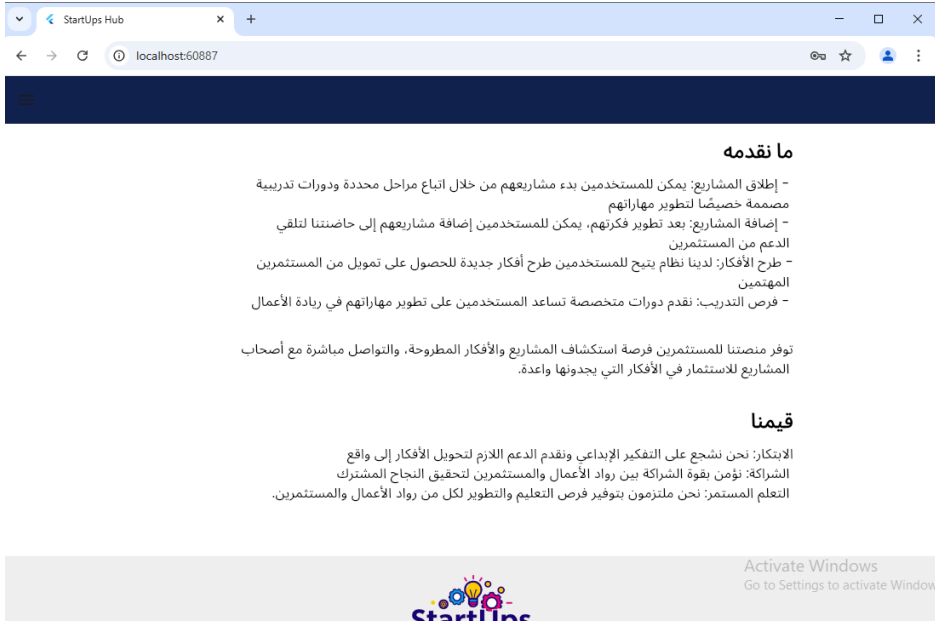 StartUps Hub
localhost:60887
ما نقدمه
- إطلاق المشاريع: يمكن للمستخدمين بدء مشاريعهم من خلال اتباع مراحل محددة ودورات تدريبية
مصممة خصيصًا لتطوير مهاراتهم
- إضافة المشاريع: بعد تطوير فكرتهم، يمكن للمستخدمين إضافة مشاريعهم إلى حاضنتنا لتلقي
الدعم من المستثمرين
- طرح الأفكار: لدينا نظام يتيح للمستخدمين طرح أفكار جديدة للحصول على تمويل من المستثمرين
المهتمين
- فرص التدريب: نقدم دورات متخصصة تساعد المستخدمين على تطوير مهاراتهم في ريادة الأعمال
توفر منصتنا للمستثمرين فرصة استكشاف المشاريع والأفكار المطروحة، والتواصل مباشرة مع أصحاب
المشاريع للاستثمار في الأفكار التي يجدونها واعدة.
قيمنا
الابتكار: نحن نشجع على التفكير الإبداعي ونقدم الدعم اللازم لتحويل الأفكار إلى واقع
الشراكة: نؤمن بقوة الشراكة بين رواد الأعمال والمستثمرين لتحقيق النجاح المشترك
التعلم المستمر: نحن ملتزمون بتوفير فرص التعليم والتطوير لكل من رواد الأعمال والمستثمرين.
Activate Windows
Go to Settings to activate Window
StartUps